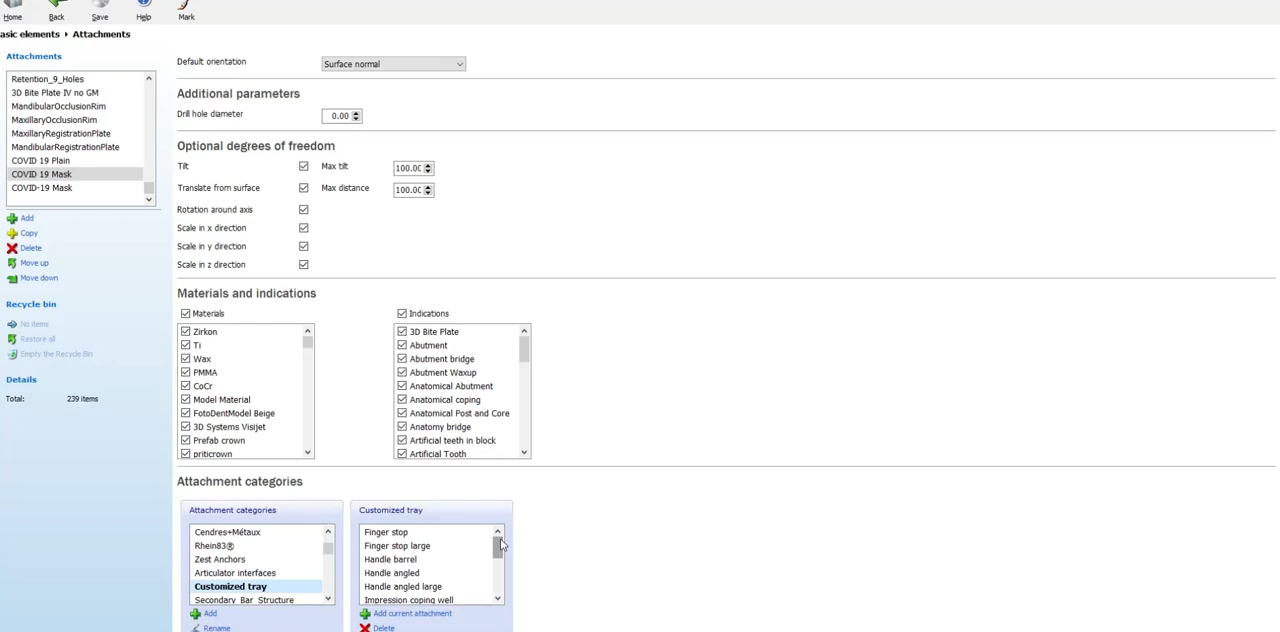 Home Back Save Help Mark
asic elements ▸ Attachments
Attachments
Retention_9_Holes
3D Bite Plate IV no GM
MandibularOcclusionRim
MaxillaryOcclusionRim
MaxillaryRegistrationPlate
MandibularRegistrationPlate
COVID 19 Plain
COVID 19 Mask
COVID-19 Mask
Add
Copy
Delete
Move up
Move down
Recycle bin
No items
Restore all
Empty the Recycle Bin
Details
Total: 239 items
Default orientation Surface normal
Additional parameters
Drill hole diameter 0.00
Optional degrees of freedom
Tilt Max tilt 100.00
Translate from surface Max distance 100.00
Rotation around axis
Scale in x direction
Scale in y direction
Scale in z direction
Materials and indications
Materials
Zirkon
Ti
Wax
PMMA
CoCr
Model Material
FotoDentModel Beige
3D Systems Visijet
Prefab crown
priticrown
Indications
3D Bite Plate
Abutment
Abutment bridge
Abutment Waxup
Anatomical Abutment
Anatomical coping
Anatomical Post and Core
Anatomy bridge
Artificial teeth in block
Artificial Tooth
Attachment categories
Attachment categories
Cendres+Métaux
Rhein83®
Zest Anchors
Articulator interfaces
Customized tray
Secondary_Bar_Structure
Add
Rename
Customized tray
Finger stop
Finger stop large
Handle barrel
Handle angled
Handle angled large
Impression coping well
Add current attachment
Delete